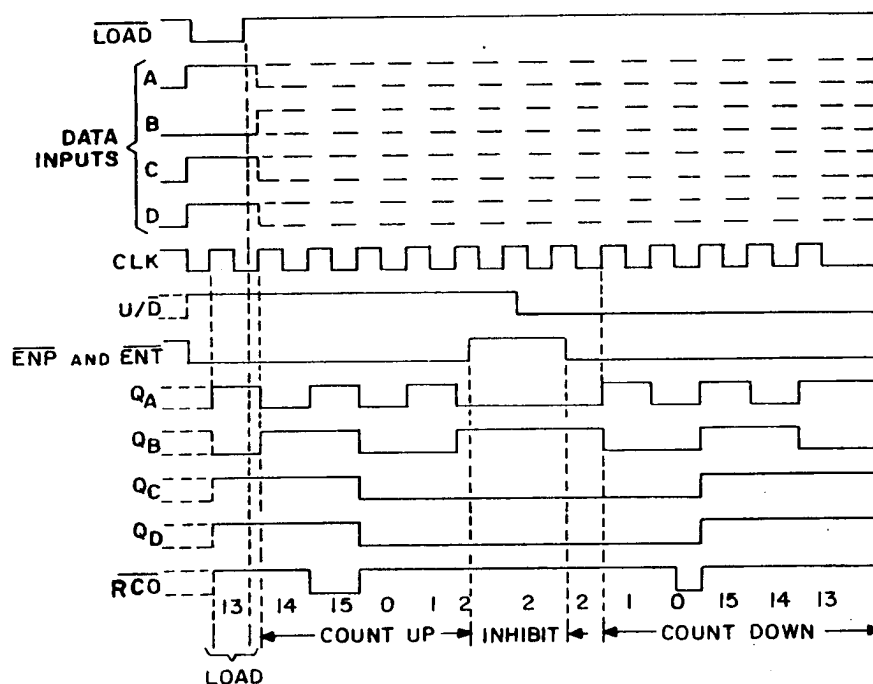 LOAD
A
B
DATA
INPUTS
C
D
CLK
U/D
ENP AND ENT
QA
QB
QC
QD
RCO
13 14 15 0 1 2 2 2 1 0 15 14 13
COUNT UP INHIBIT COUNT DOWN
LOAD